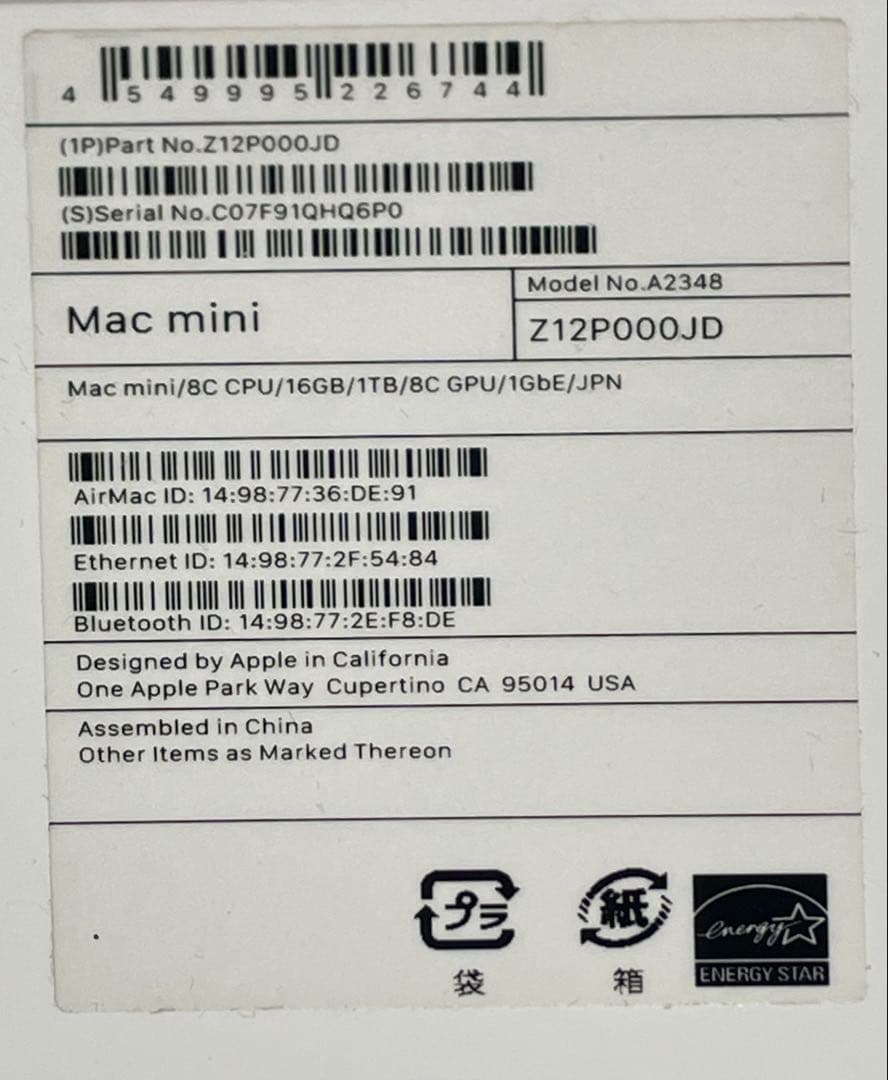 4 549995 226744
(1P)Part No.Z12P000JD
(S)Serial No.C07F91QHQ6P0
Mac mini
Model No.A2348
Z12P000JD
Mac mini/8C CPU/16GB/1TB/8C GPU/1GbE/JPN
AirMac ID: 14:98:77:36:DE:91
Ethernet ID: 14:98:77:2F:54:84
Bluetooth ID: 14:98:77:2E:F8:DE
Designed by Apple in California
One Apple Park Way Cupertino CA 95014 USA
Assembled in China
Other Items as Marked Thereon
プラ
袋
紙
箱
energy
ENERGY STAR